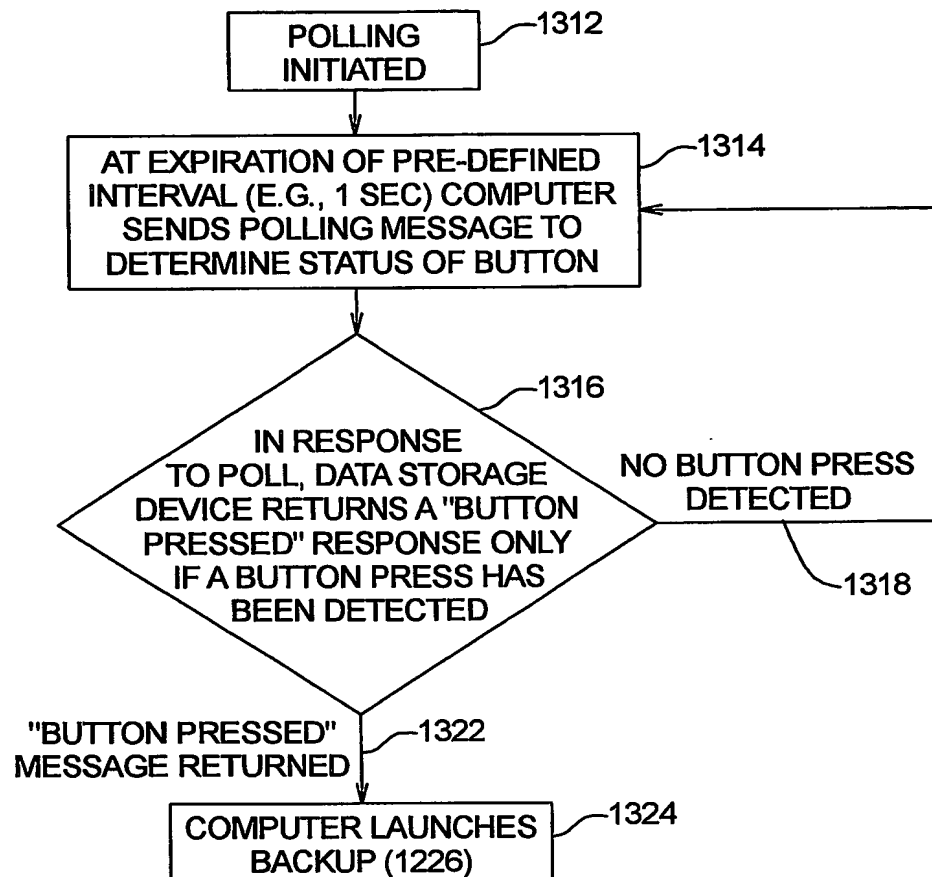 POLLING
INITIATED
1312
AT EXPIRATION OF PRE-DEFINED
INTERVAL (E.G., 1 SEC) COMPUTER
SENDS POLLING MESSAGE TO
DETERMINE STATUS OF BUTTON
1314
IN RESPONSE
TO POLL, DATA STORAGE
DEVICE RETURNS A "BUTTON
PRESSED" RESPONSE ONLY
IF A BUTTON PRESS HAS
BEEN DETECTED
1316
NO BUTTON PRESS
DETECTED
1318
"BUTTON PRESSED"
MESSAGE RETURNED
1322
COMPUTER LAUNCHES
BACKUP (1226)
1324